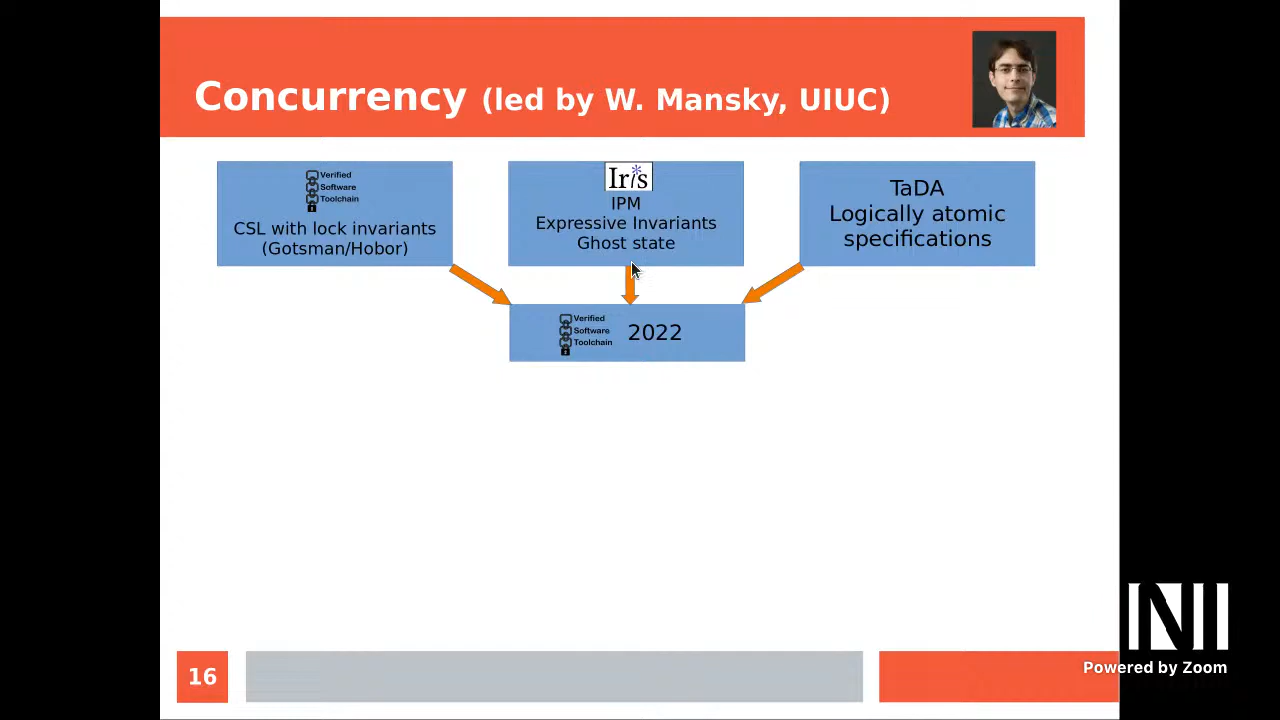 Concurrency (led by W. Mansky, UIUC)
Verified
Software
Toolchain
CSL with lock invariants
(Gotsman/Hobor)
Iris
IPM
Expressive Invariants
Ghost state
TaDA
Logically atomic
specifications
Verified
Software
Toolchain
2022
16
NII
Powered by Zoom